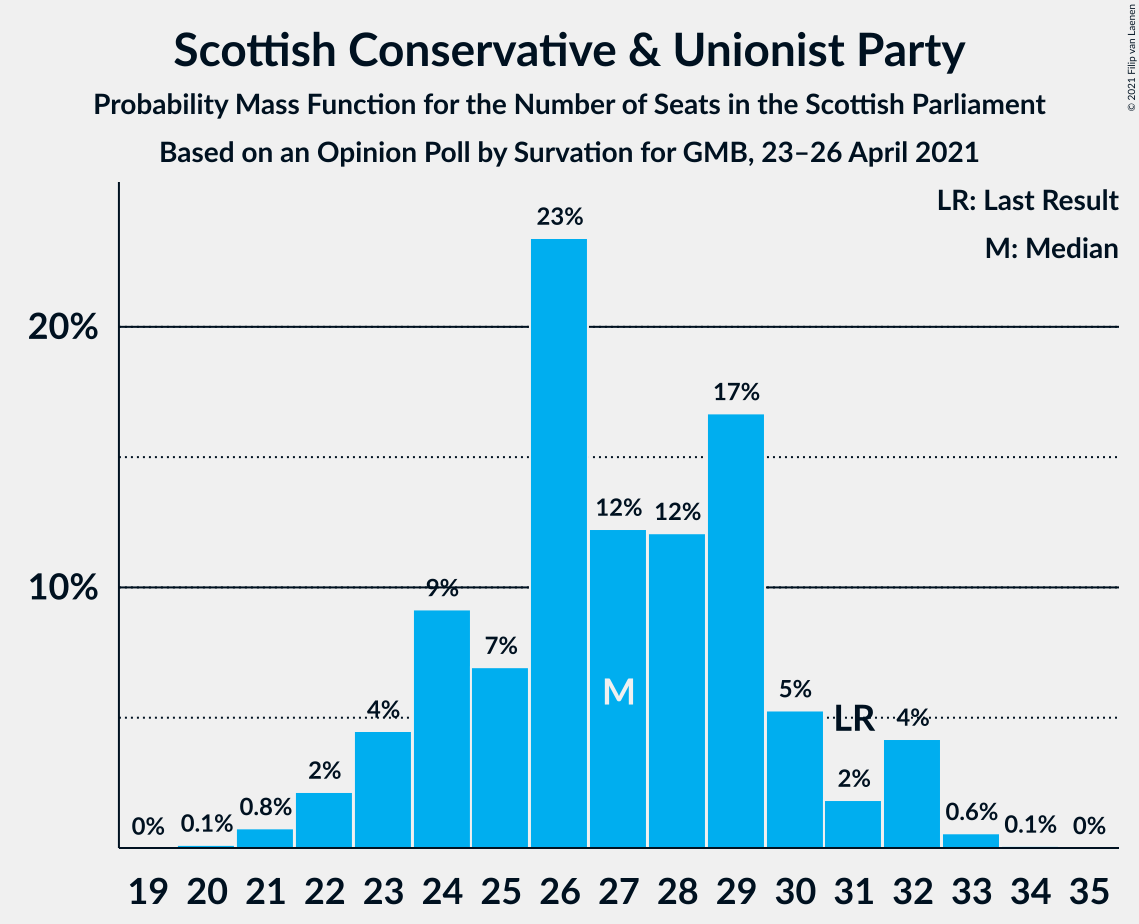 Scottish Conservative & Unionist Party
Probability Mass Function for the Number of Seats in the Scottish Parliament
Based on an Opinion Poll by Survation for GMB, 23–26 April 2021
© 2021 Filip van Laenen
LR: Last Result
M: Median
20%
10%
0%
0.1%
0.8%
2%
4%
9%
7%
23%
12%
12%
17%
5%
2%
4%
0.6%
0.1%
0%
M
LR
19 20 21 22 23 24 25 26 27 28 29 30 31 32 33 34 35